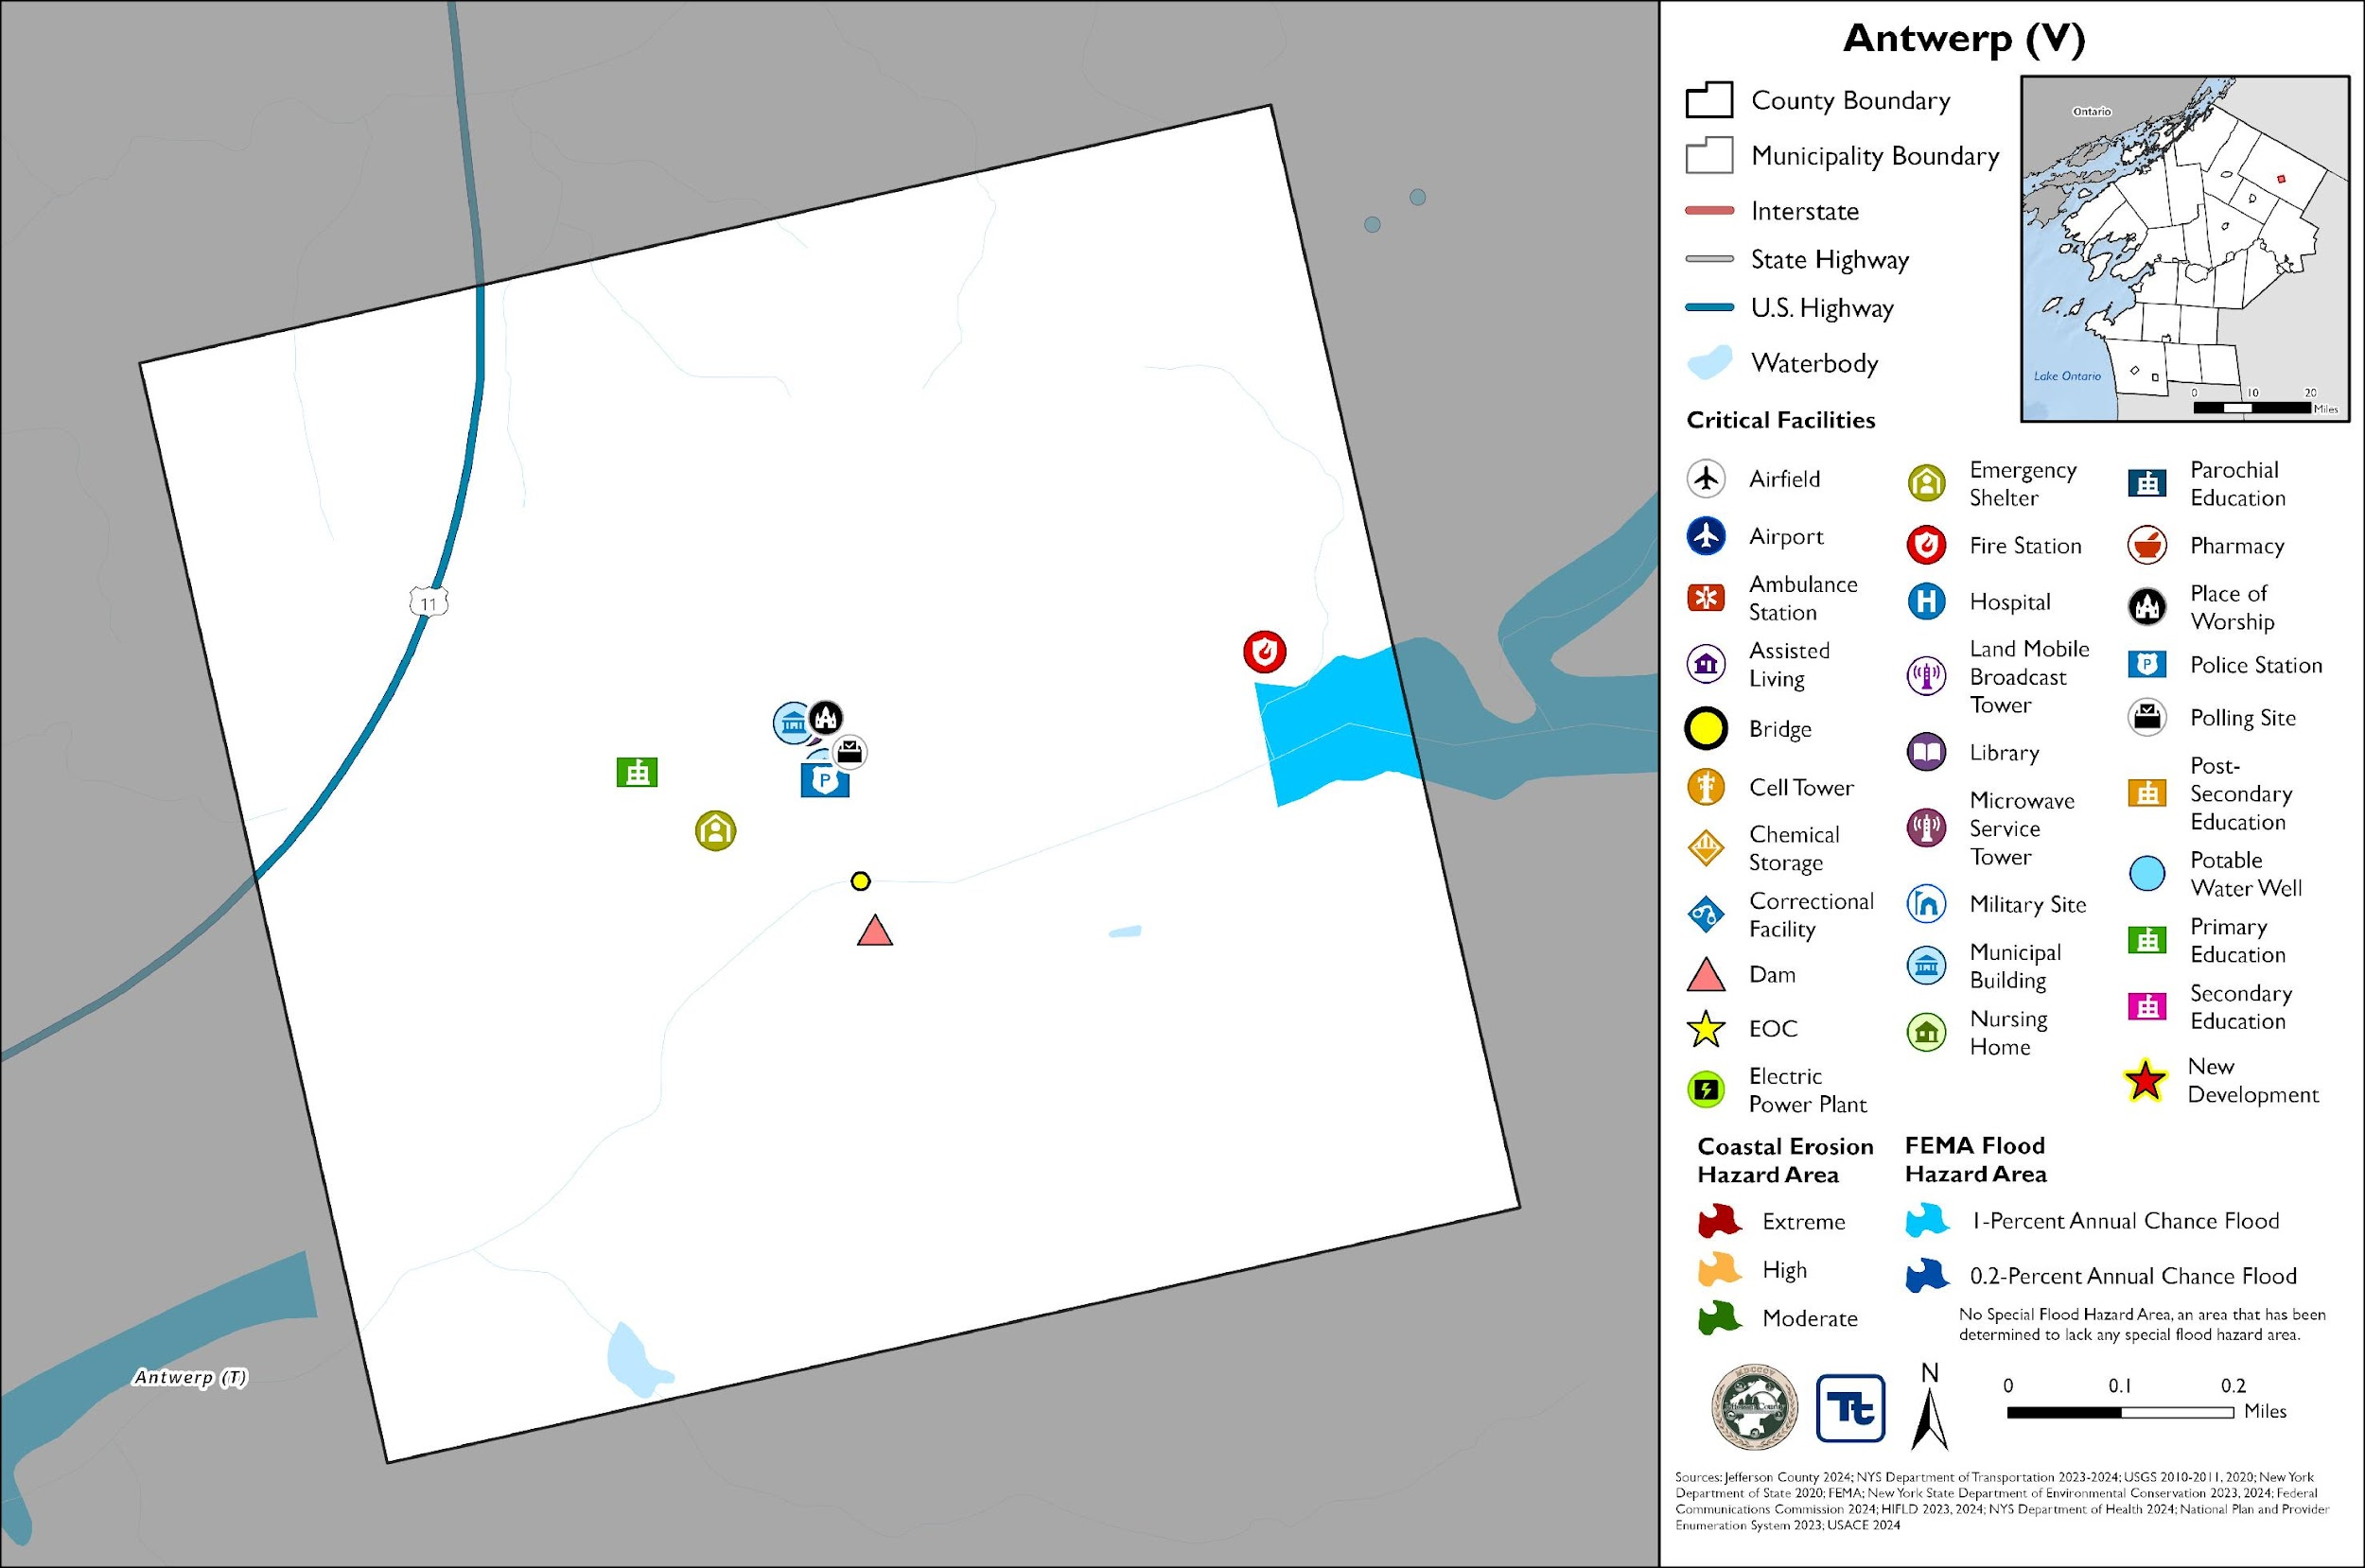 Antwerp (V)
County Boundary
Municipality Boundary
Interstate
State Highway
U.S. Highway
Waterbody
Ontario
Lake Ontario
0 10 20
Miles
Critical Facilities
Airfield
Airport
Ambulance
Station
Assisted
Living
Bridge
Cell Tower
Chemical
Storage
Correctional
Facility
Dam
EOC
Electric
Power Plant
Emergency
Shelter
Fire Station
H
Hospital
Land Mobile
Broadcast
Tower
Library
Microwave
Service
Tower
Military Site
Municipal
Building
Nursing
Home
Parochial
Education
Pharmacy
Place of
Worship
P
Police Station
Polling Site
Post-
Secondary
Education
Potable
Water Well
Primary
Education
Secondary
Education
New
Development
Coastal Erosion
Hazard Area
Extreme
High
Moderate
FEMA Flood
Hazard Area
1-Percent Annual Chance Flood
0.2-Percent Annual Chance Flood
No Special Flood Hazard Area, an area that has been
determined to lack any special flood hazard area.
Tt
N
0 0.1 0.2
Miles
Sources: Jefferson County 2024; NYS Department of Transportation 2023-2024; USGS 2010-2011, 2020; New York
Department of State 2020; FEMA; New York State Department of Environmental Conservation 2023, 2024; Federal
Communications Commission 2024; HIFLD 2023, 2024; NYS Department of Health 2024; National Plan and Provider
Enumeration System 2023; USACE 2024
11
P
Antwerp (T)